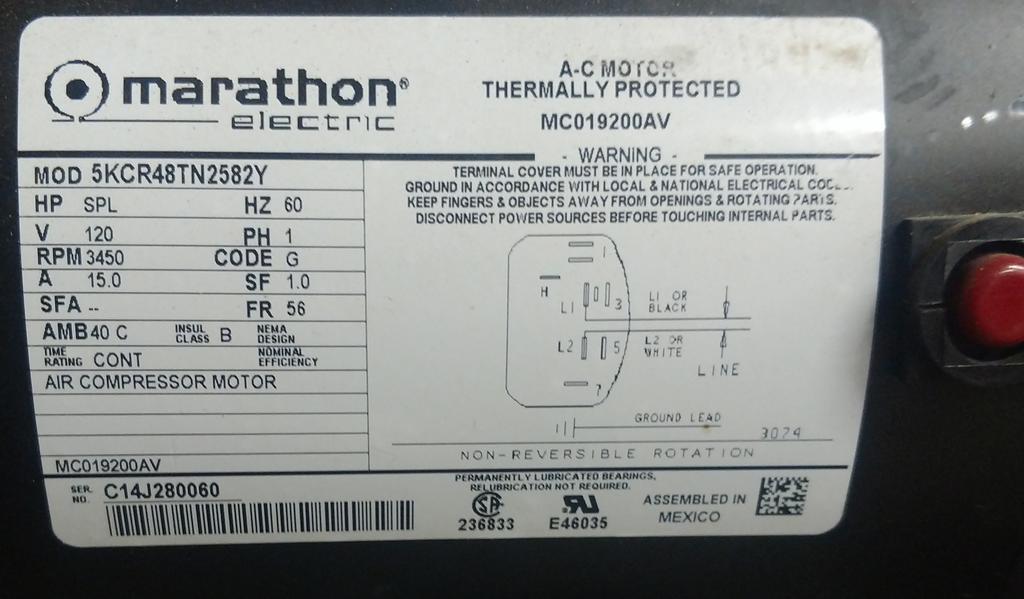 marathon®
electric
A-C MOTOR
THERMALLY PROTECTED
MC019200AV
- WARNING -
TERMINAL COVER MUST BE IN PLACE FOR SAFE OPERATION.
GROUND IN ACCORDANCE WITH LOCAL & NATIONAL ELECTRICAL
KEEP FINGERS & OBJECTS AWAY FROM OPENINGS & ROTATING PARTS.
DISCONNECT POWER SOURCES BEFORE TOUCHING INTERNAL PARTS.
MOD 5KCR48TN2582Y
HP SPL HZ 60
V 120 PH 1
RPM 3450 CODE G
A 15.0 SF 1.0
SFA -- FR 56
AMB 40 C INSUL CLASS B NEMA DESIGN
TIME RATING CONT NOMINAL EFFICIENCY
AIR COMPRESSOR MOTOR
MC019200AV
1
H
L1 3
L1 OR
BLACK
L2 5
L2 OR
WHITE
LINE
7
GROUND LEAD
3074
NON-REVERSIBLE ROTATION
SER. NO. C14J280060
PERMANENTLY LUBRICATED BEARINGS,
RELUBRICATION NOT REQUIRED.
236833
E46035
ASSEMBLED IN
MEXICO